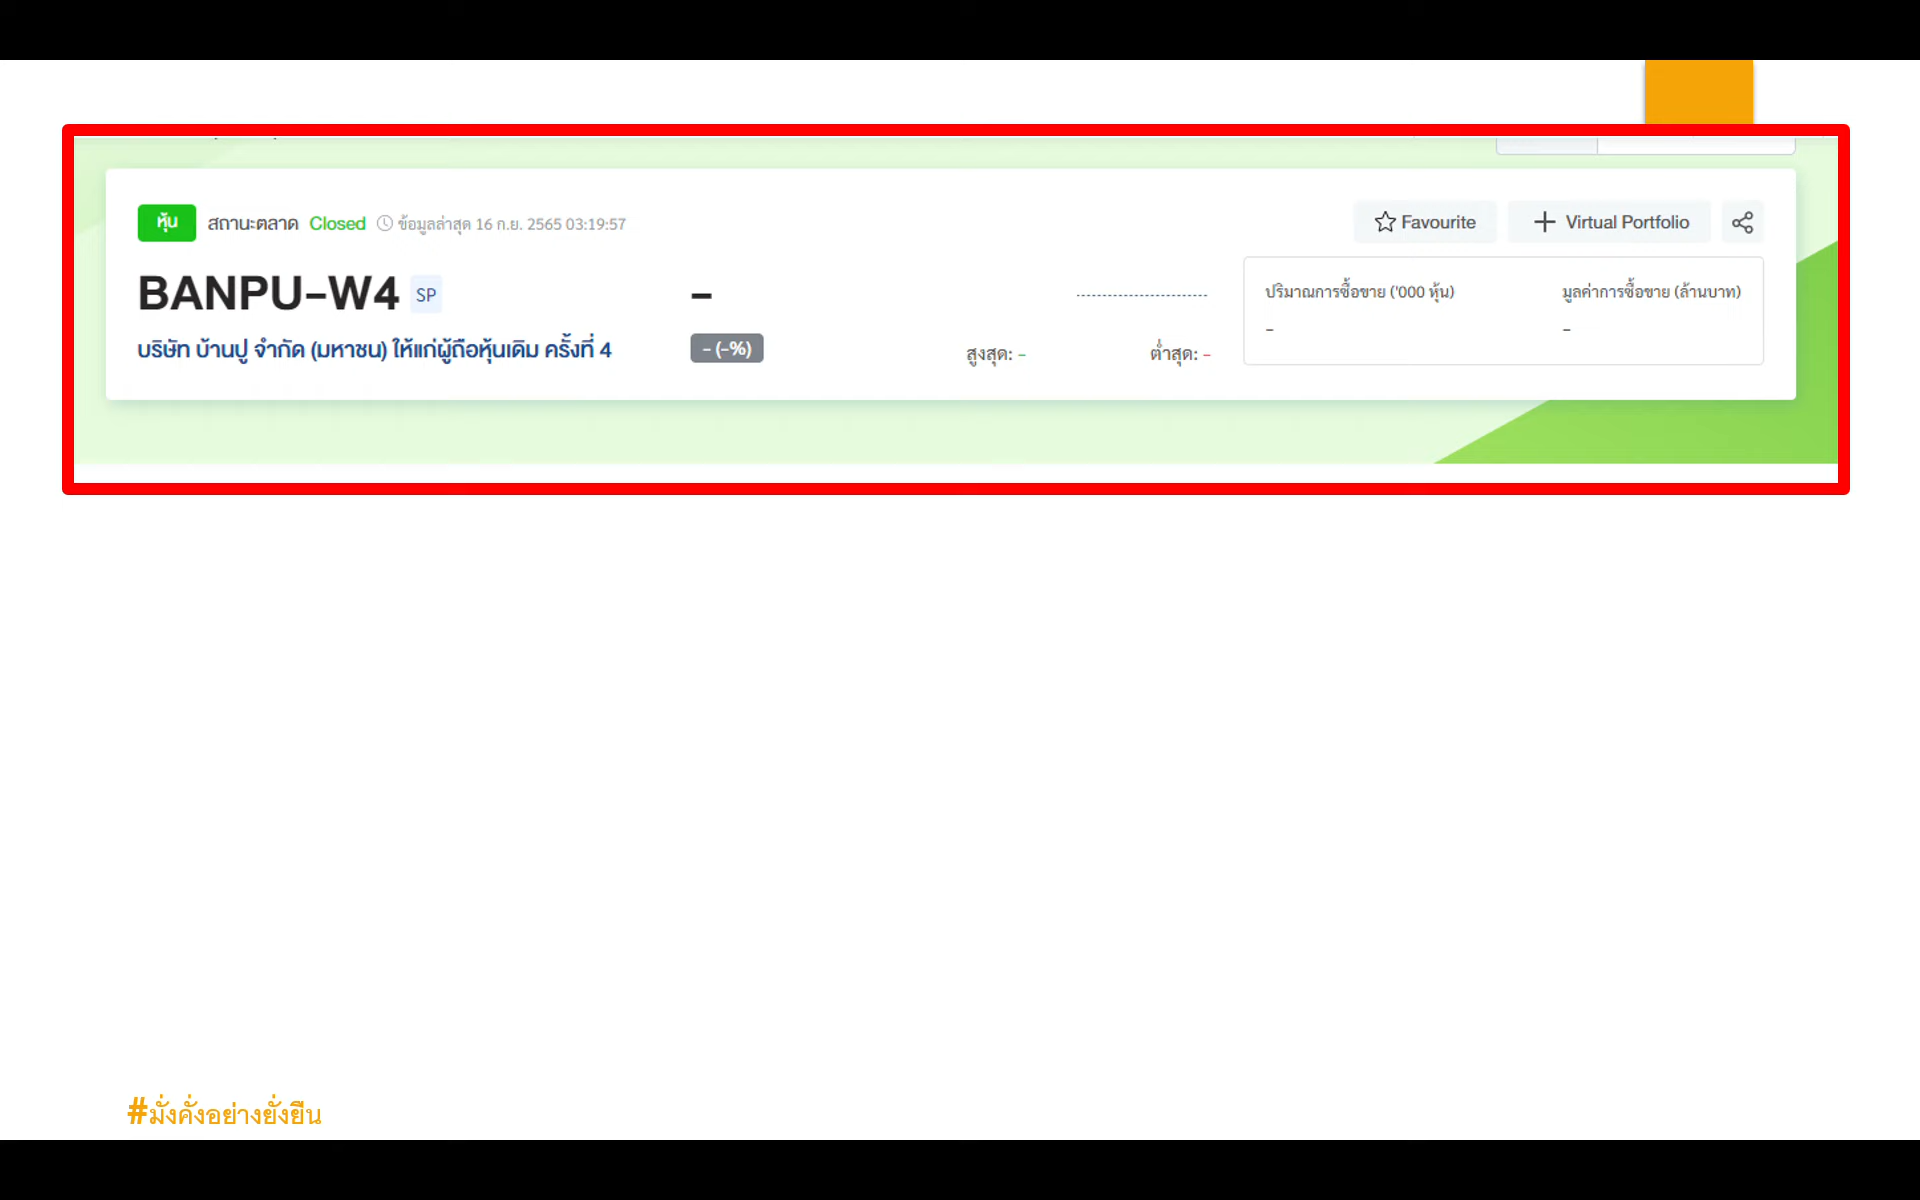 หุ้น สถานะตลาด Closed ข้อมูลล่าสุด 16 ก.ย. 2565 03:19:57 Favourite Virtual Portfolio
BANPU-W4 SP - ปริมาณการซื้อขาย ('000 หุ้น) มูลค่าการซื้อขาย (ล้านบาท)
- -
บริษัท บ้านปู จำกัด (มหาชน) ให้แก่ผู้ถือหุ้นเดิม ครั้งที่ 4 - (-%) สูงสุด: - ต่ำสุด: -
#มั่งคั่งอย่างยั่งยืน